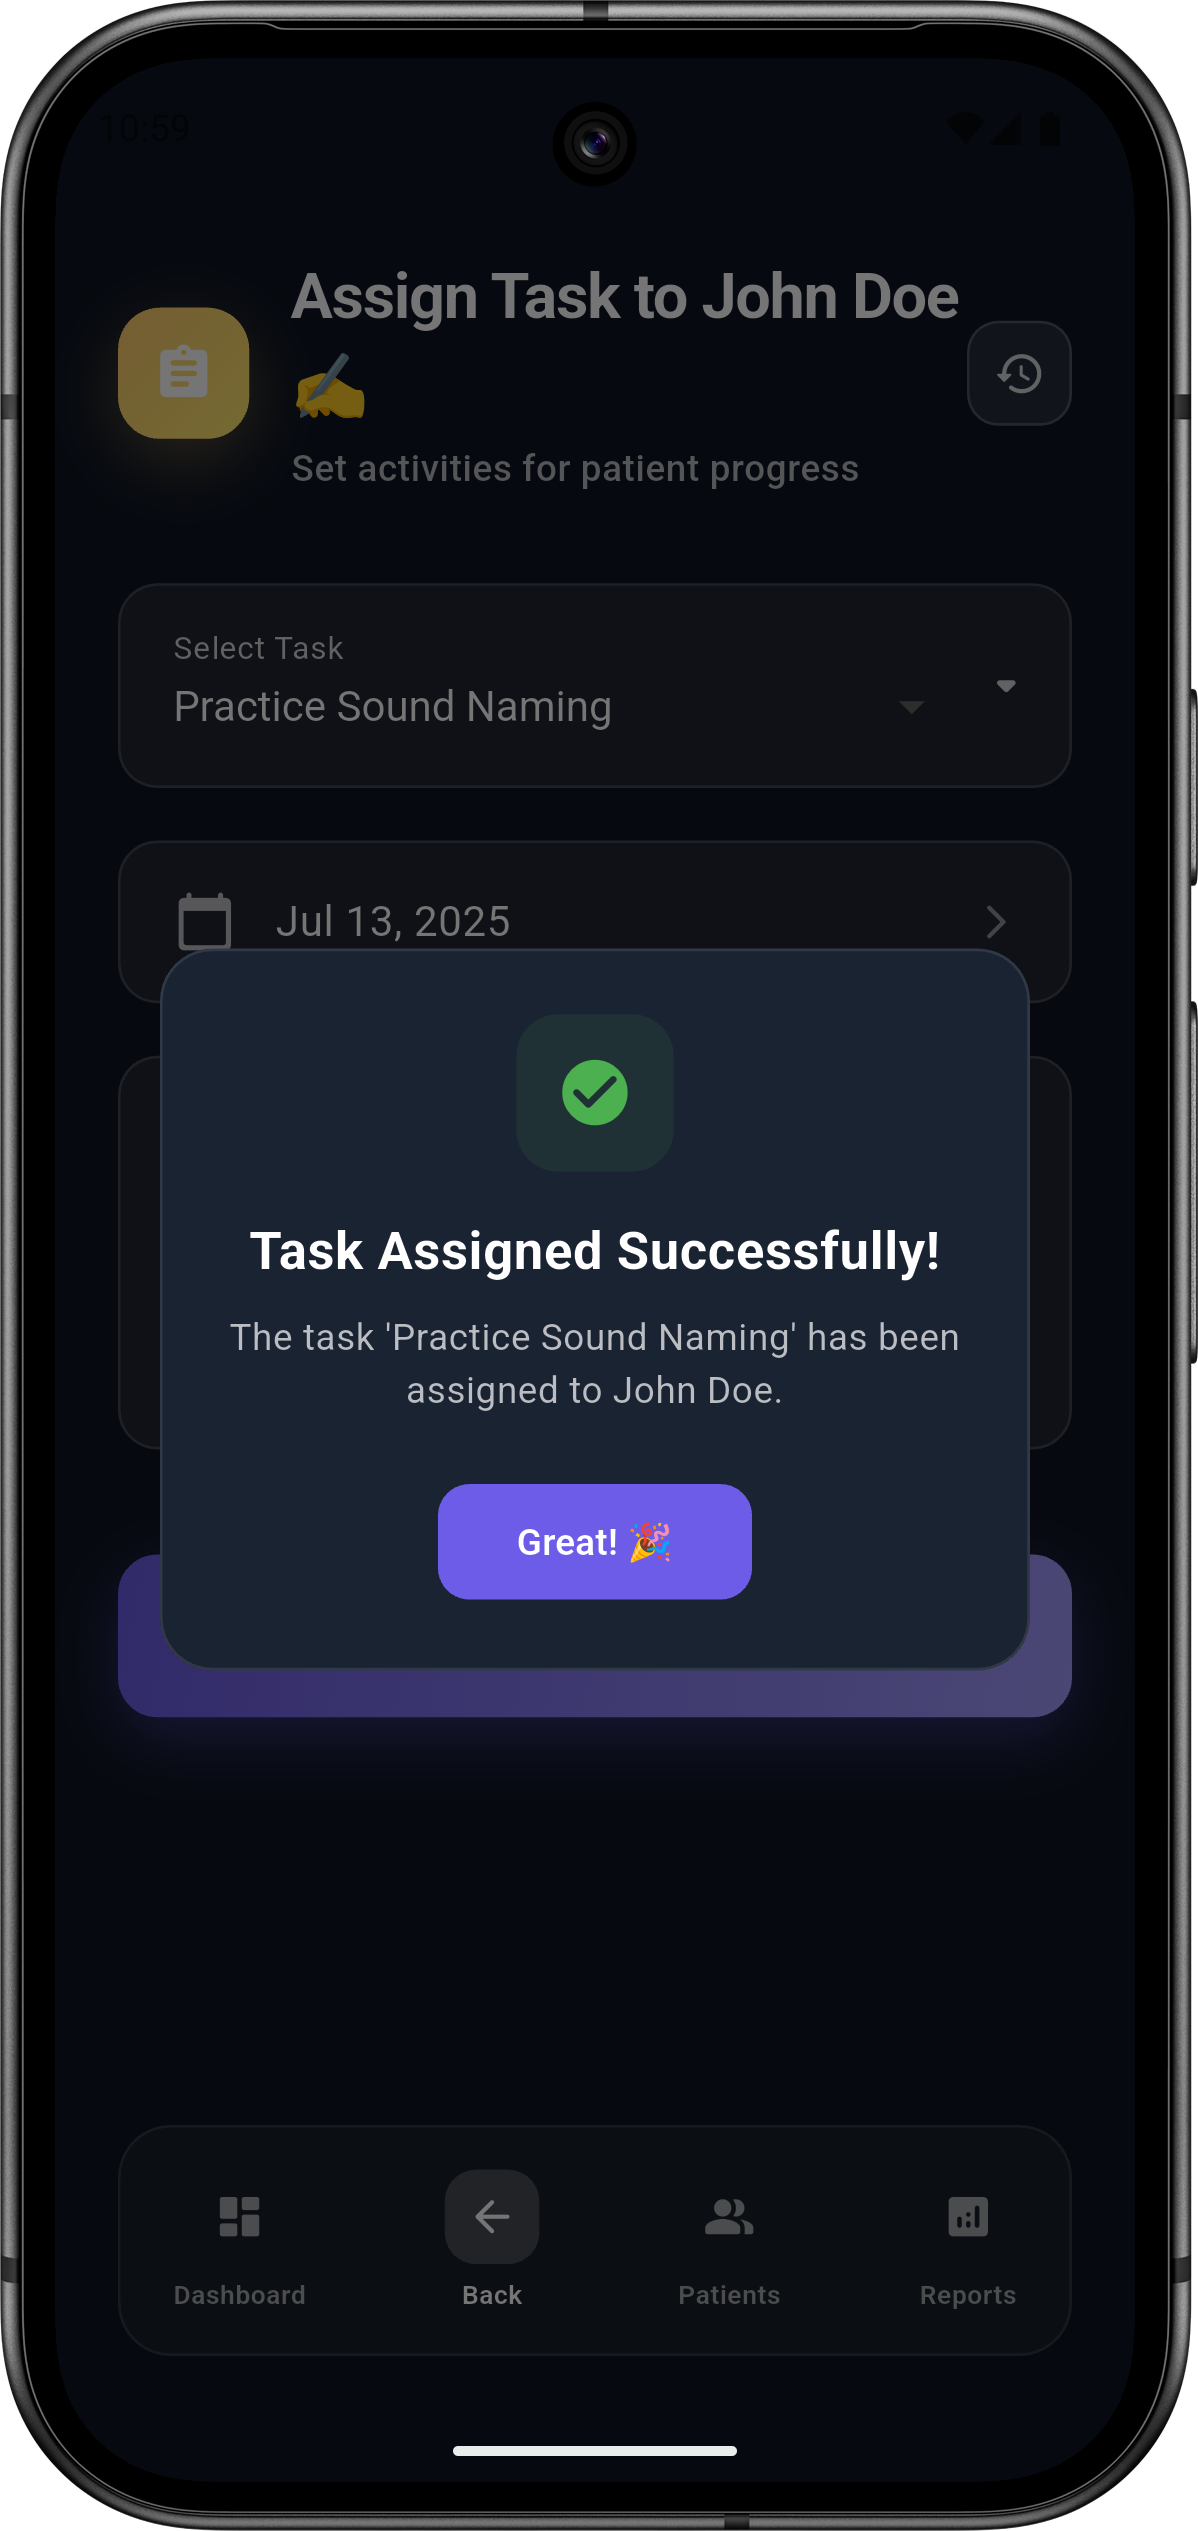 10:59
Assign Task to John Doe
✍️
Set activities for patient progress
Select Task
Practice Sound Naming
Jul 13, 2025
Task Assigned Successfully!
The task 'Practice Sound Naming' has been
assigned to John Doe.
Great! 🎉
Dashboard
Back
Patients
Reports